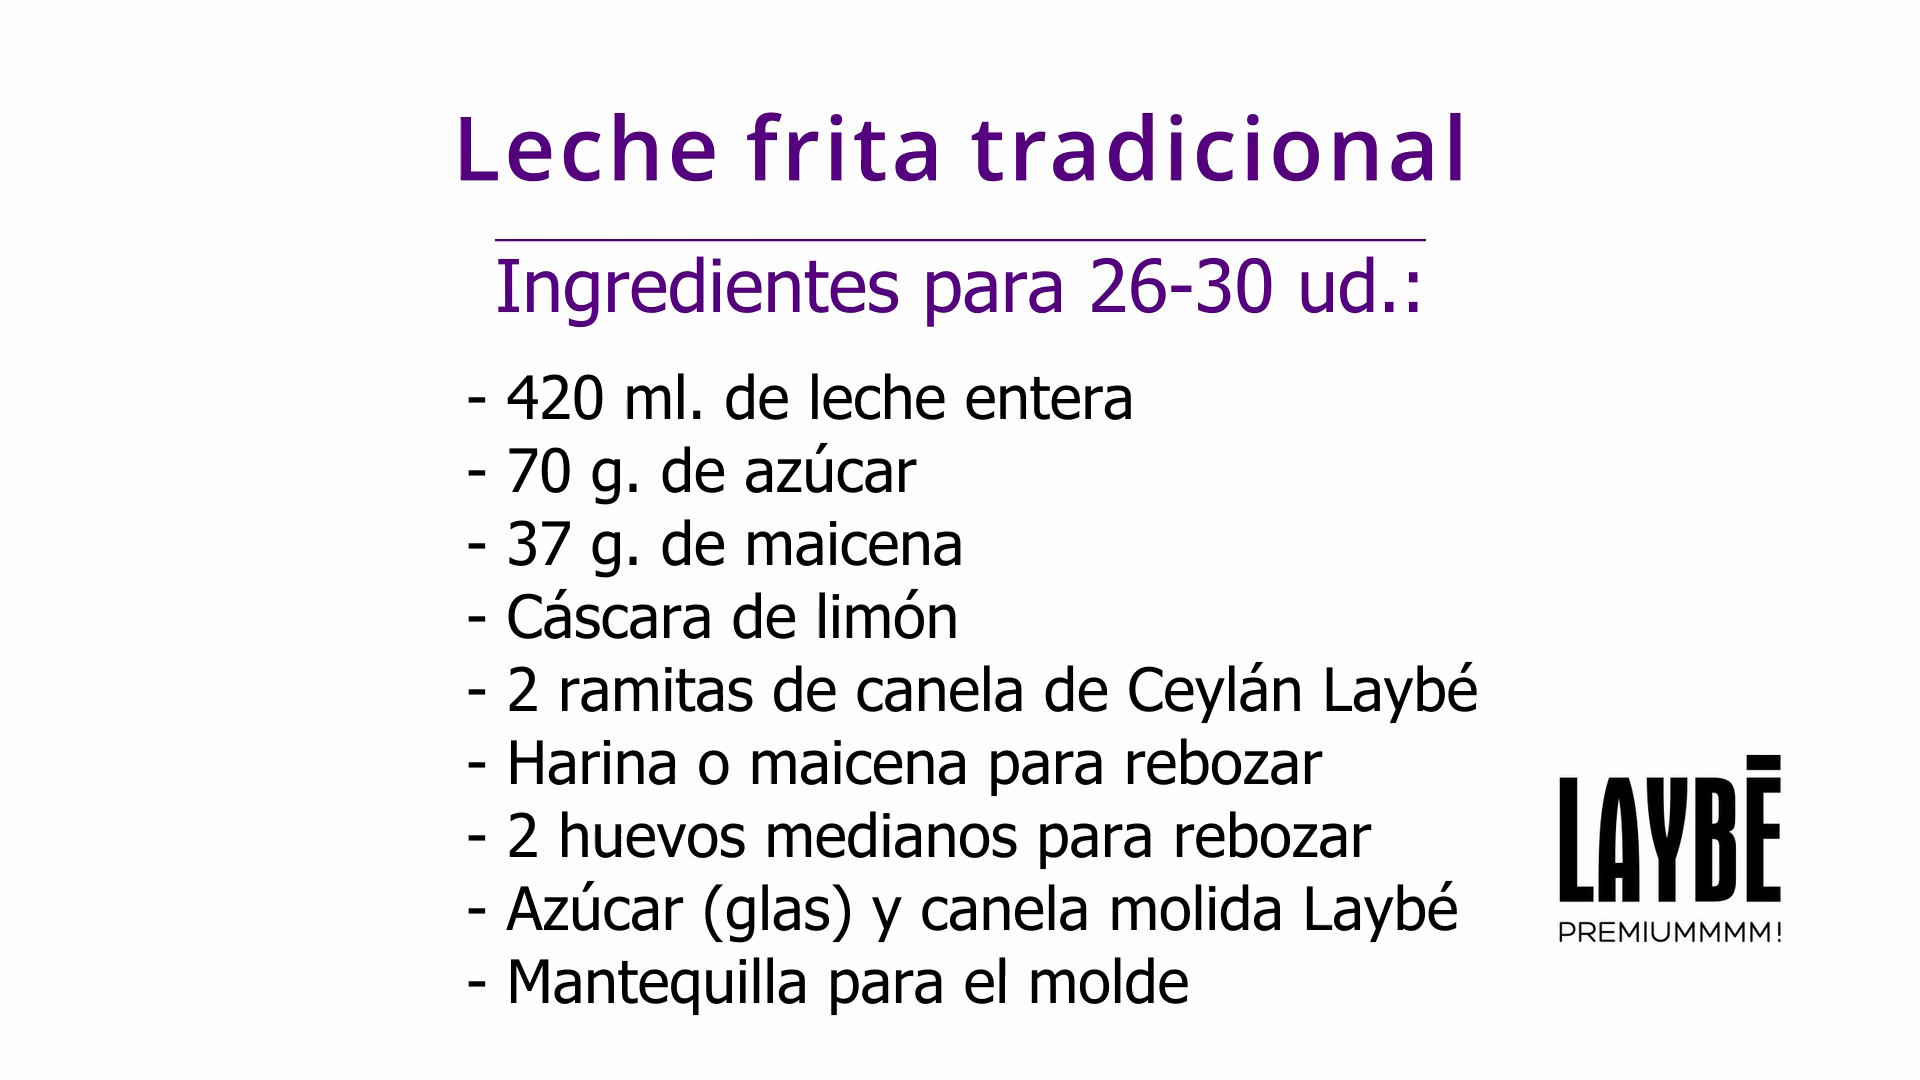 Leche frita tradicional
Ingredientes para 26-30 ud.:
- 420 ml. de leche entera
- 70 g. de azúcar
- 37 g. de maicena
- Cáscara de limón
- 2 ramitas de canela de Ceylán Laybé
- Harina o maicena para rebozar
- 2 huevos medianos para rebozar
- Azúcar (glas) y canela molida Laybé
- Mantequilla para el molde
LAYBĒ
PREMIUMMMM!